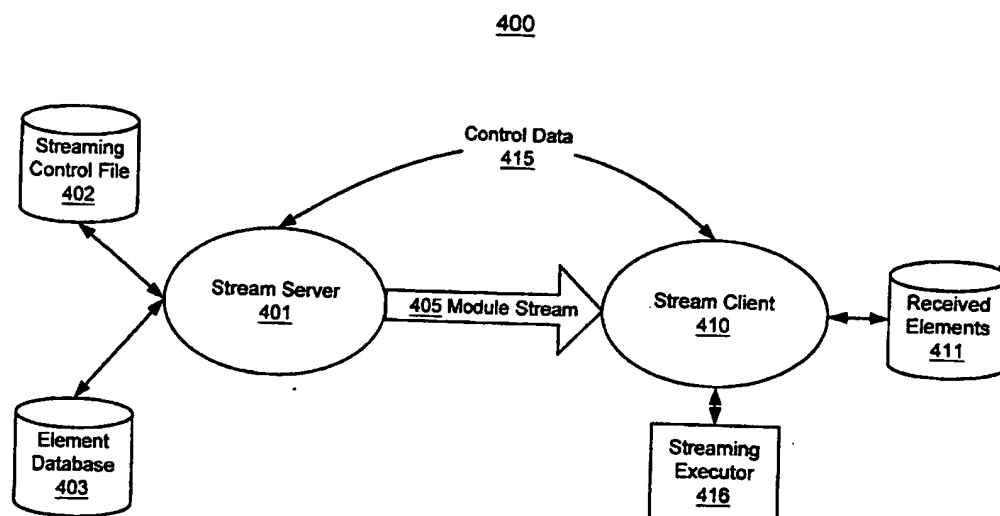 400
Streaming
Control File
402
Control Data
415
Stream Server
401
405 Module Stream
Stream Client
410
Received
Elements
411
Element
Database
403
Streaming
Executor
416